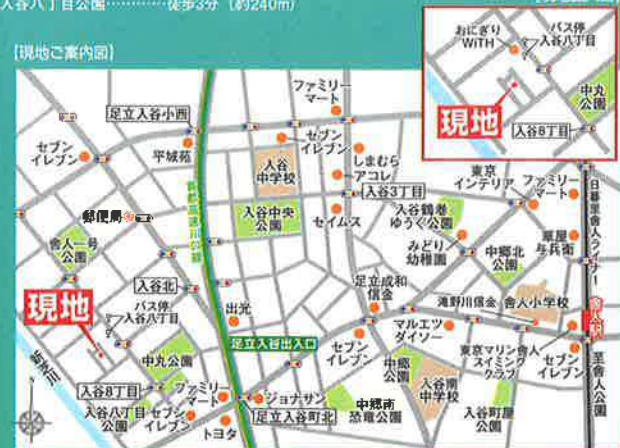 入谷八丁目公園…………徒歩3分（約240m）
【現地ご案内図】
おにぎり
WiTH
バス停
入谷八丁目
現地
中丸
公園
入谷8丁目
足立入谷小西
ファミリー
マート
セブン
イレブン
平城苑
セブン
イレブン
入谷
中学校
しまむら
アコレ
入谷3丁目
東京
インテリア
ファミリー
マート
郵便局
入谷中央
公園
セイムス
入谷鶴巻
ゆうぐ公園
みどり
幼稚園
華屋
与兵衛
日暮里舎人ライナー
舎人一号
公園
中郷北
公園
入谷北
現地
バス停
入谷八丁目
出光
足立成和
信金
滝野川信金
舎人小学校
舎人駅
足立入谷出入口
マルエツ
ダイソー
セブン
イレブン
東京マリン舎人
スイミング
クラブ
セブン
イレブン
至舎人公園
新芝川
中丸公園
中郷
公園
入谷南
中学校
入谷8丁目
ファミリー
マート
ジョナサン
中郷南
恐竜公園
入谷町屋
公園
入谷八丁目
公園
セブン
イレブン
足立入谷町北
トヨタ